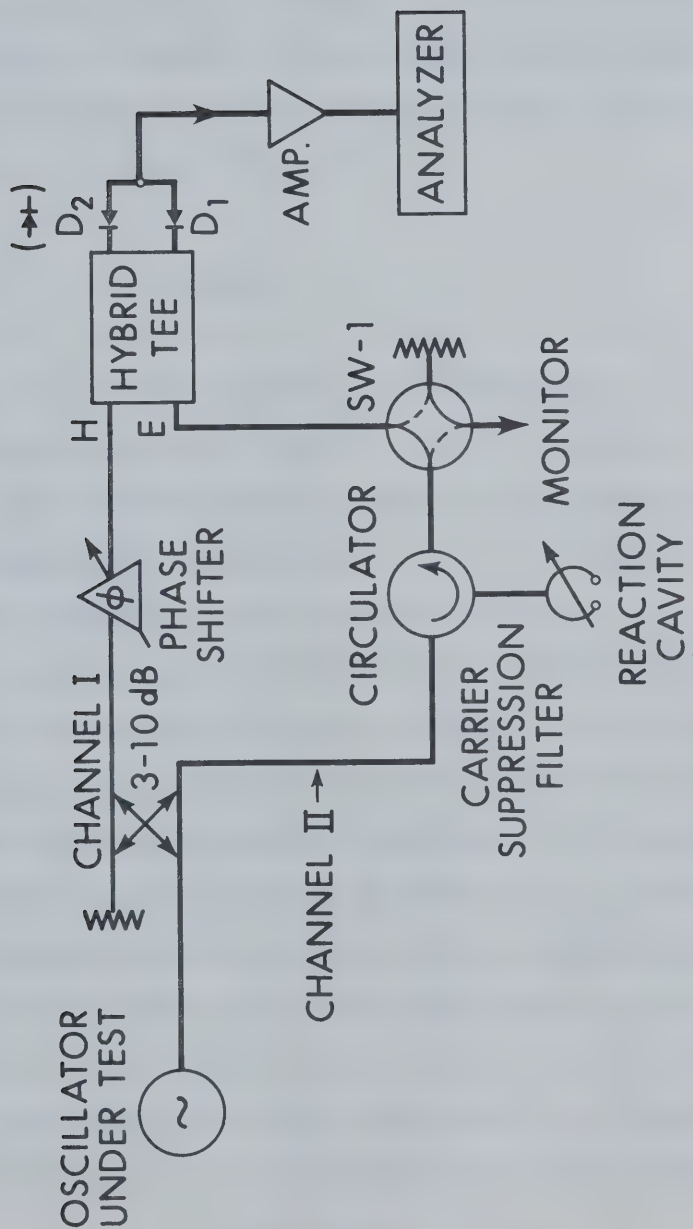 OSCILLATOR
UNDER TEST
~
CHANNEL I
3-10 dB
ϕ
PHASE
SHIFTER
H
E
HYBRID
TEE
D2
D1
AMP.
ANALYZER
CHANNEL II →
CIRCULATOR
CARRIER
SUPPRESSION
FILTER
REACTION
CAVITY
SW-1
MONITOR